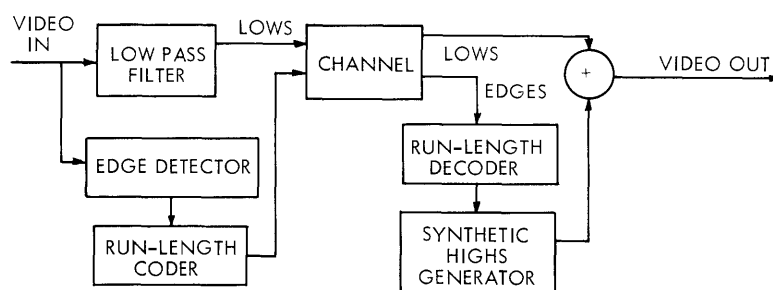 VIDEO
IN
LOW PASS
FILTER
LOWS
CHANNEL
LOWS
EDGES
+
VIDEO OUT
EDGE DETECTOR
RUN-LENGTH
CODER
RUN-LENGTH
DECODER
SYNTHETIC
HIGHS
GENERATOR